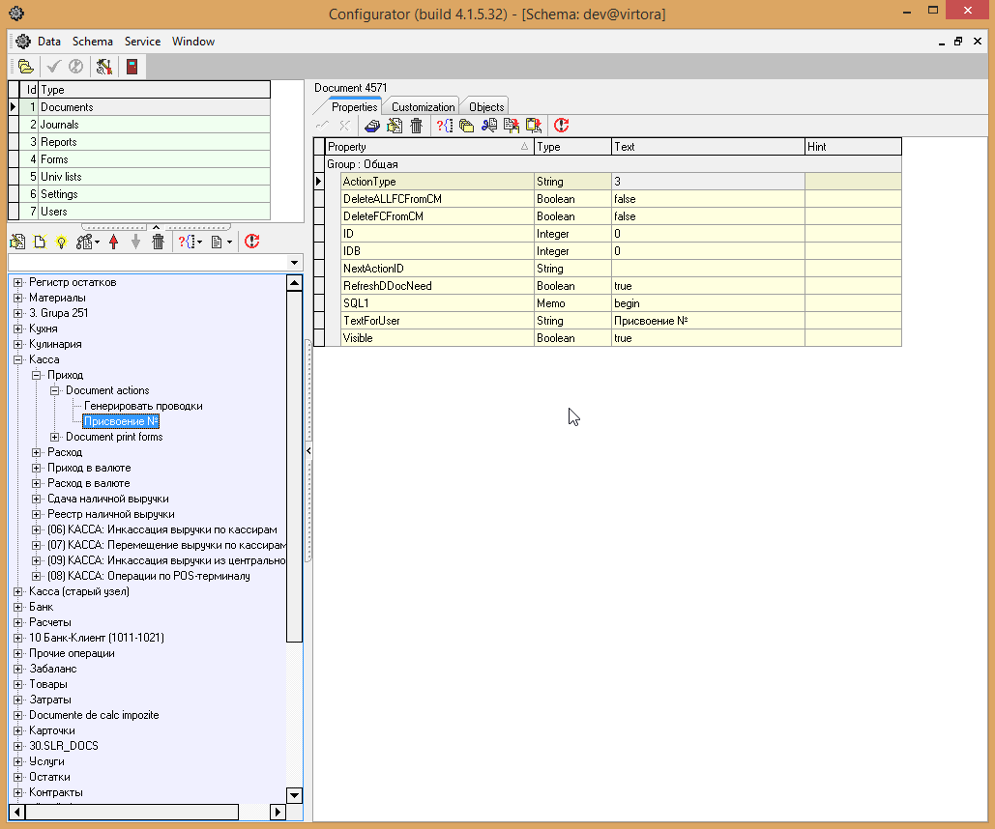 Configurator (build 4.1.5.32) - [Schema: dev@virtora]
Data Schema Service Window
Id Type
1 Documents
2 Journals
3 Reports
4 Forms
5 Univ lists
6 Settings
7 Users
Регистр остатков
Материалы
3. Grupa 251
Кухня
Кулинария
Касса
Приход
Document actions
Генерировать проводки
Присвоение №
Document print forms
Расход
Приход в валюте
Расход в валюте
Сдача наличной выручки
Реестр наличной выручки
(06) КАССА: Инкассация выручки по кассирам
(07) КАССА: Перемещение выручки по кассирам
(09) КАССА: Инкассация выручки из центрально
(08) КАССА: Операции по POS-терминалу
Касса (старый узел)
Банк
Расчеты
10 Банк-Клиент (1011-1021)
Прочие операции
Забаланс
Товары
Затраты
Documente de calc impozite
Карточки
30.SLR_DOCS
Услуги
Остатки
Контракты
Document 4571
Properties Customization Objects
Property Type Text Hint
Group : Общая
ActionType String 3
DeleteALLFCFromCM Boolean false
DeleteFCFromCM Boolean false
ID Integer 0
IDB Integer 0
NextActionID String
RefreshDDocNeed Boolean true
SQL1 Memo begin
TextForUser String Присвоение №
Visible Boolean true